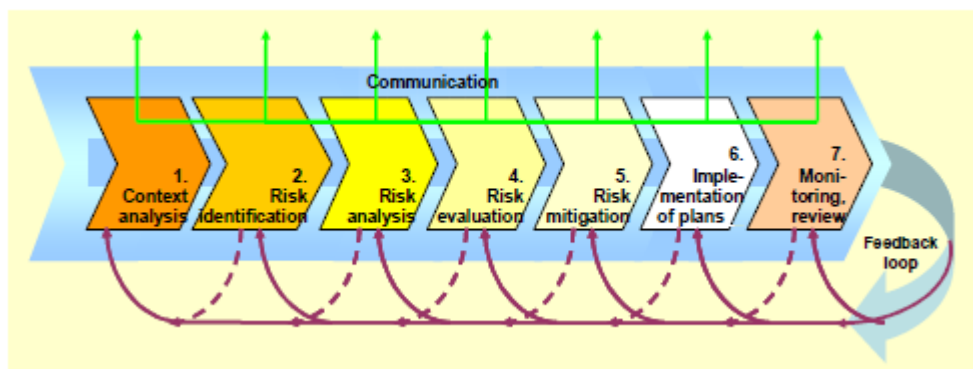 Communication
1.
Context
analysis
2.
Risk
identification
3.
Risk
analysis
4.
Risk
evaluation
5.
Risk
mitigation
6.
Imple-
mentation
of plans
7.
Moni-
toring,
review
Feedback
loop